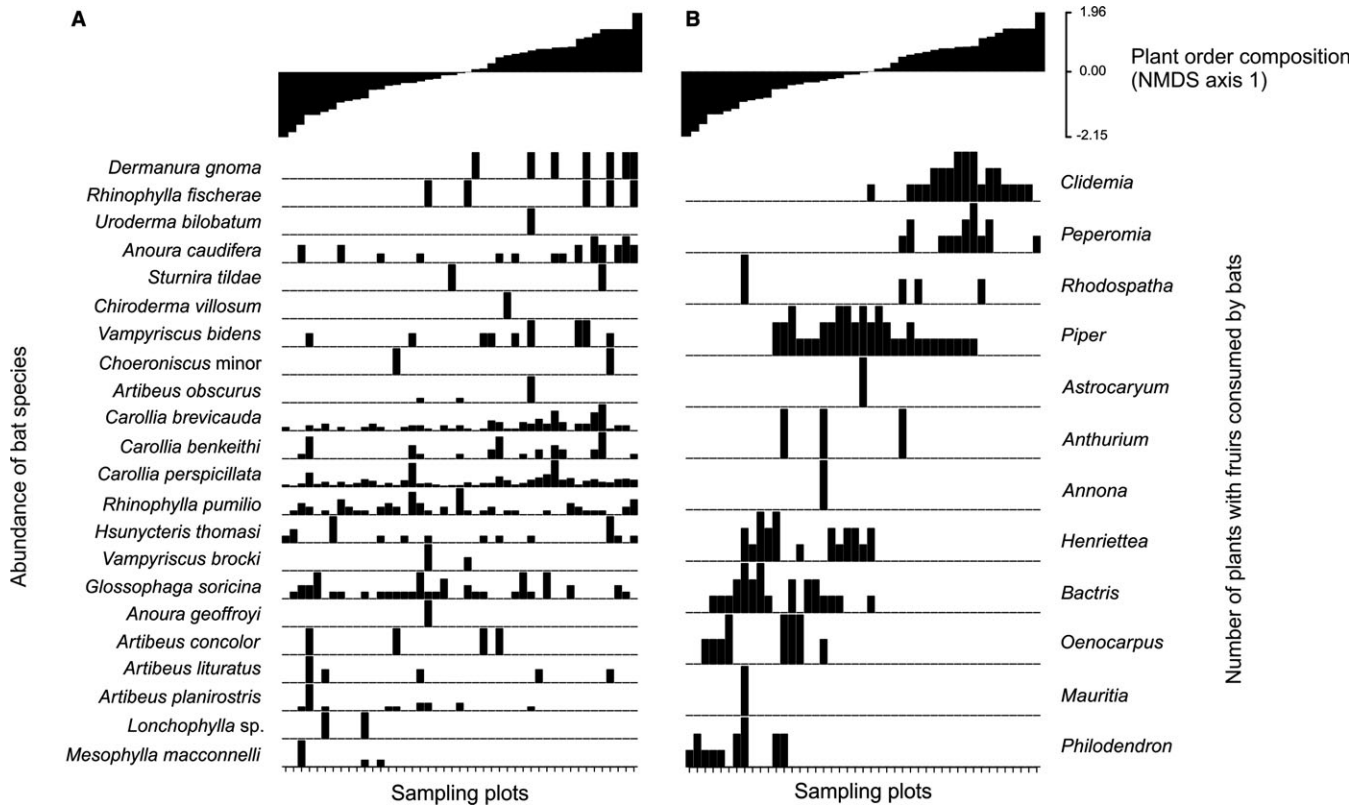 A
B
1.96
0.00
-2.15
Plant order composition
(NMDS axis 1)
Abundance of bat species
Dermanura gnoma
Rhinophylla fischerae
Uroderma bilobatum
Anoura caudifera
Sturnira tildae
Chiroderma villosum
Vampyriscus bidens
Choeroniscus minor
Artibeus obscurus
Carollia brevicauda
Carollia benkeithi
Carollia perspicillata
Rhinophylla pumilio
Hsunycteris thomasi
Vampyriscus brocki
Glossophaga soricina
Anoura geoffroyi
Artibeus concolor
Artibeus lituratus
Artibeus planirostris
Lonchophylla sp.
Mesophylla macconnelli
Sampling plots
Clidemia
Peperomia
Rhodospatha
Piper
Astrocaryum
Anthurium
Annona
Henriettea
Bactris
Oenocarpus
Mauritia
Philodendron
Sampling plots
Number of plants with fruirs consumed by bats